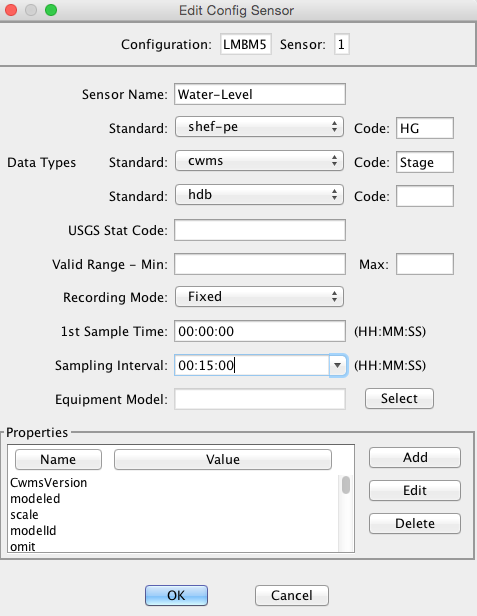 Edit Config Sensor
Configuration: LMBM5 Sensor: 1
Sensor Name: Water-Level
Standard: shef-pe Code: HG
Data Types Standard: cwms Code: Stage
Standard: hdb Code:
USGS Stat Code:
Valid Range - Min: Max:
Recording Mode: Fixed
1st Sample Time: 00:00:00 (HH:MM:SS)
Sampling Interval: 00:15:00 (HH:MM:SS)
Equipment Model: Select
Properties
Name Value Add
CwmsVersion
modeled Edit
scale
modelId Delete
omit
OK Cancel